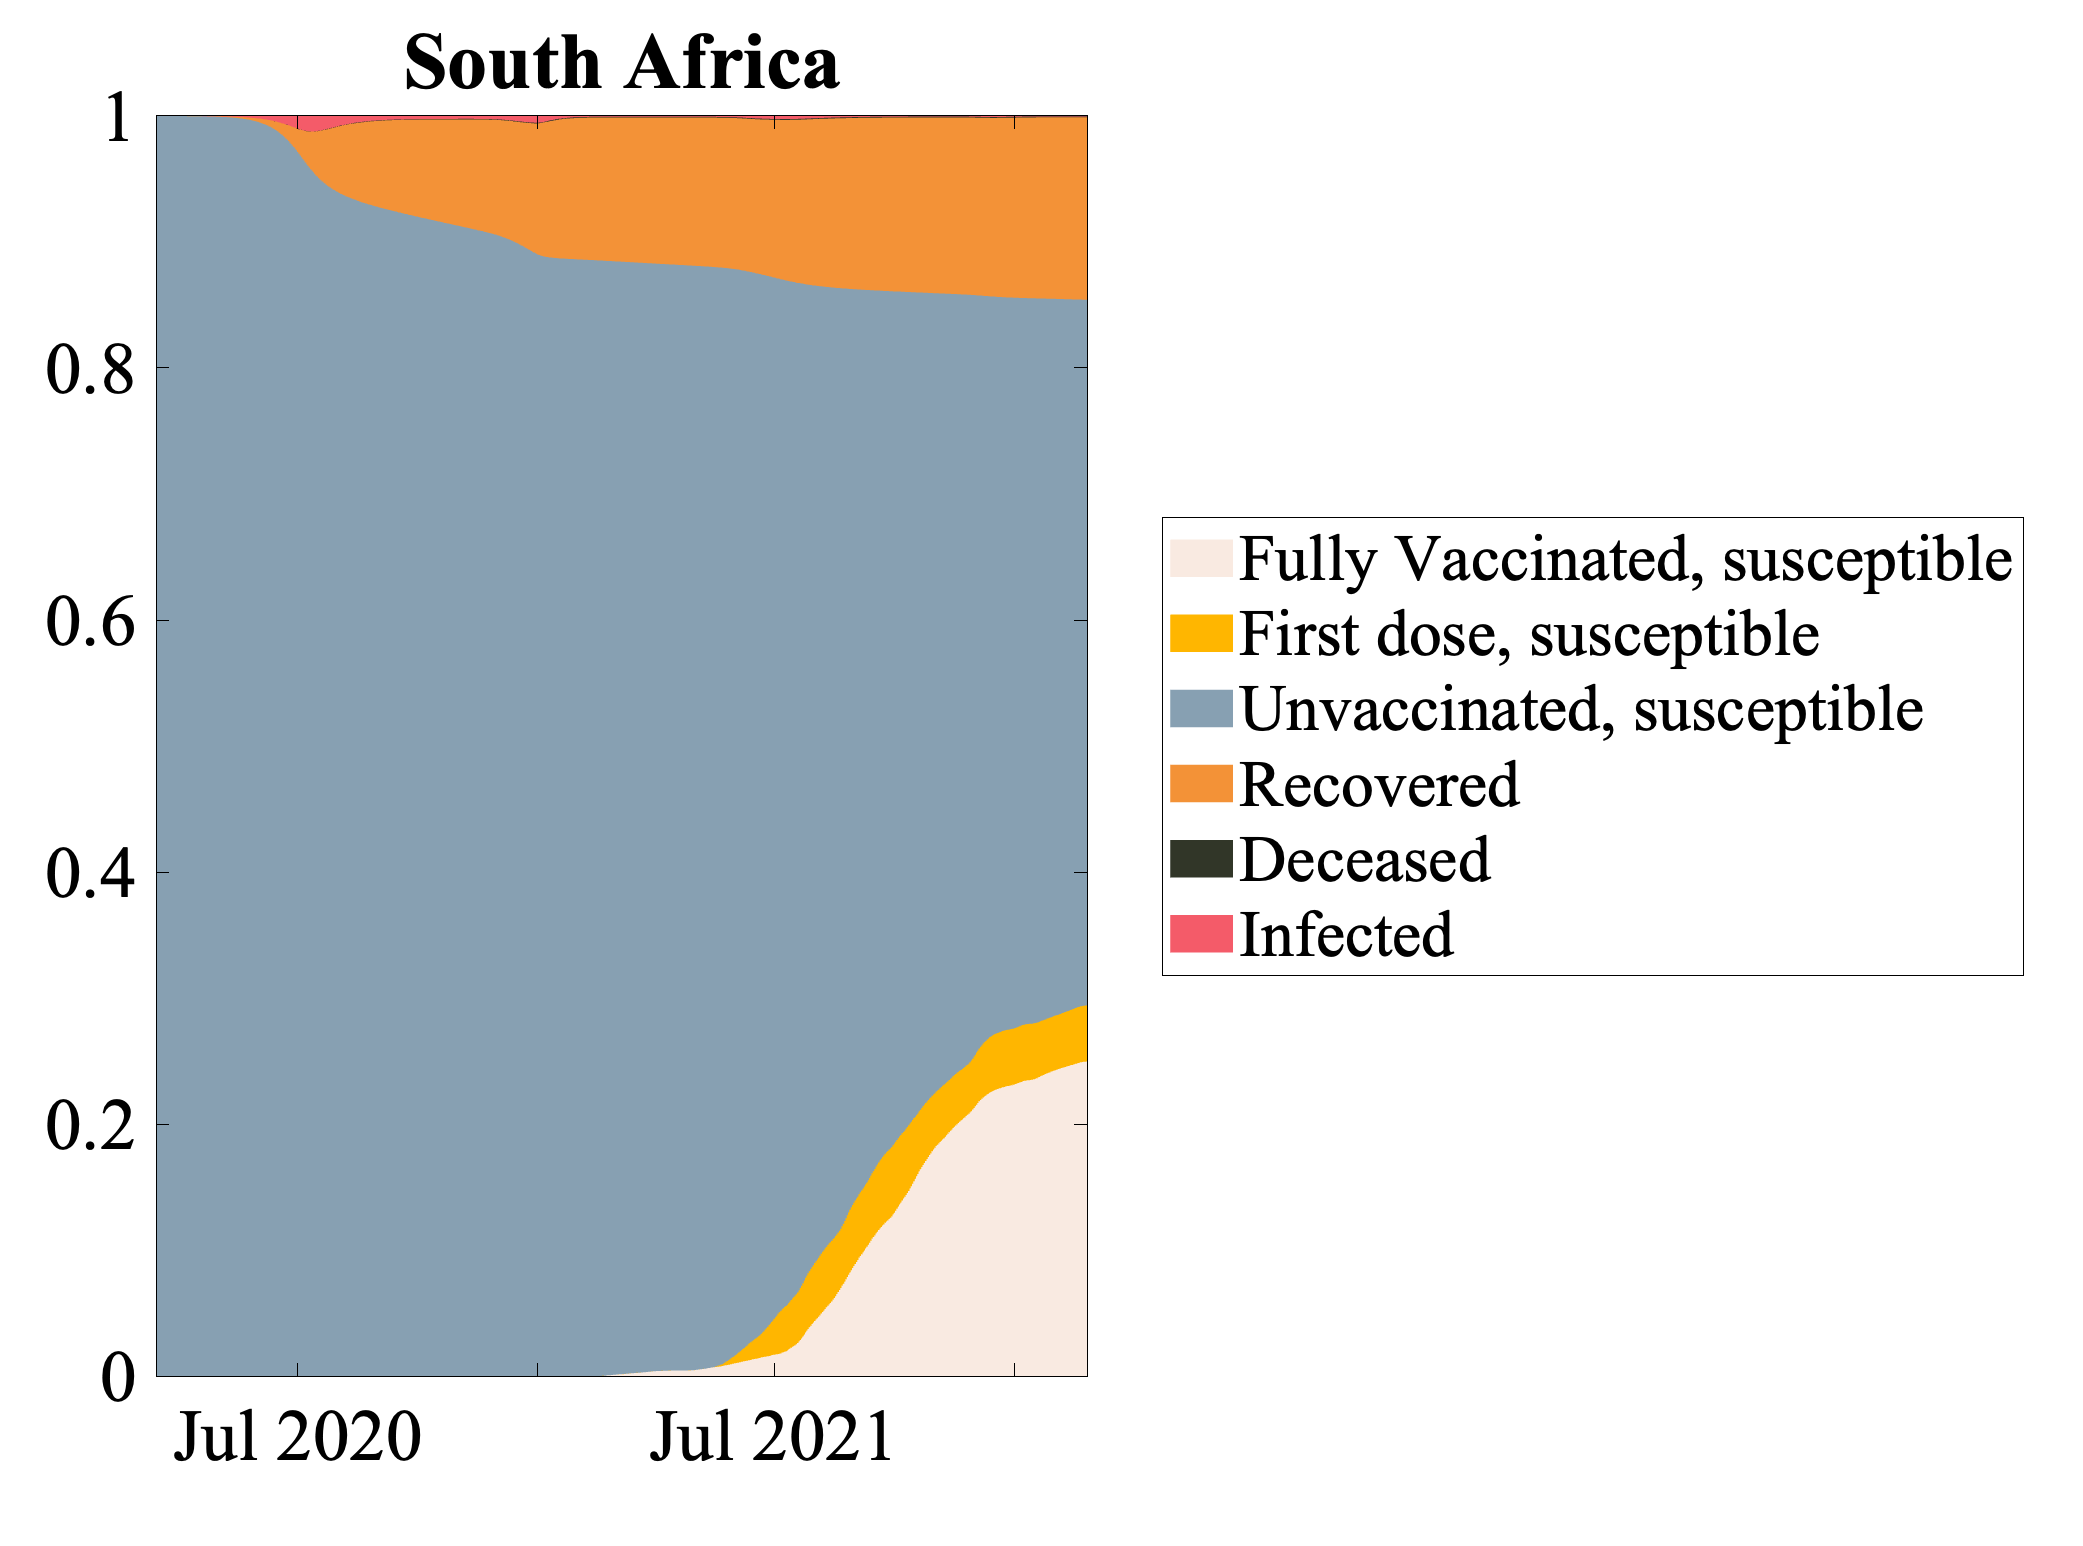 South Africa
1
0.8
0.6
0.4
0.2
0
Jul 2020
Jul 2021
Fully Vaccinated, susceptible
First dose, susceptible
Unvaccinated, susceptible
Recovered
Deceased
Infected